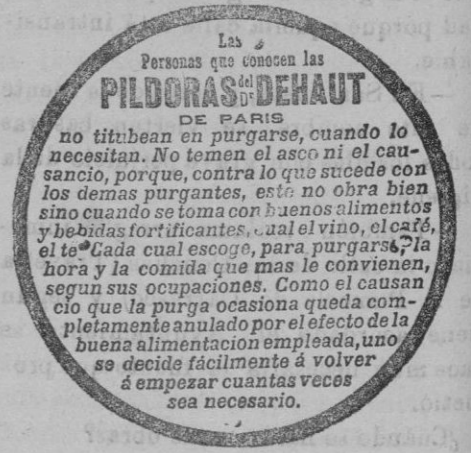 Las
Personas que conocen las
PILDORAS del Dr. DEHAUT
DE PARIS
no titubean en purgarse, cuando lo
necesitan. No temen el asco ni el cau-
sancio, porque, contra lo que sucede con
los demas purgantes, este no obra bien
sino cuando se toma con buenos alimentos
y bebidas fortificantes, cual el vino, el café,
el te. Cada cual escoge, para purgarse, la
hora y la comida que mas le convienen,
segun sus ocupaciones. Como el causan
cio que la purga ocasiona queda com-
pletamente anulado por el efecto de la
buena alimentacion empleada, uno
se decide fácilmente á volver
á empezar cuantas veces
sea necesario.